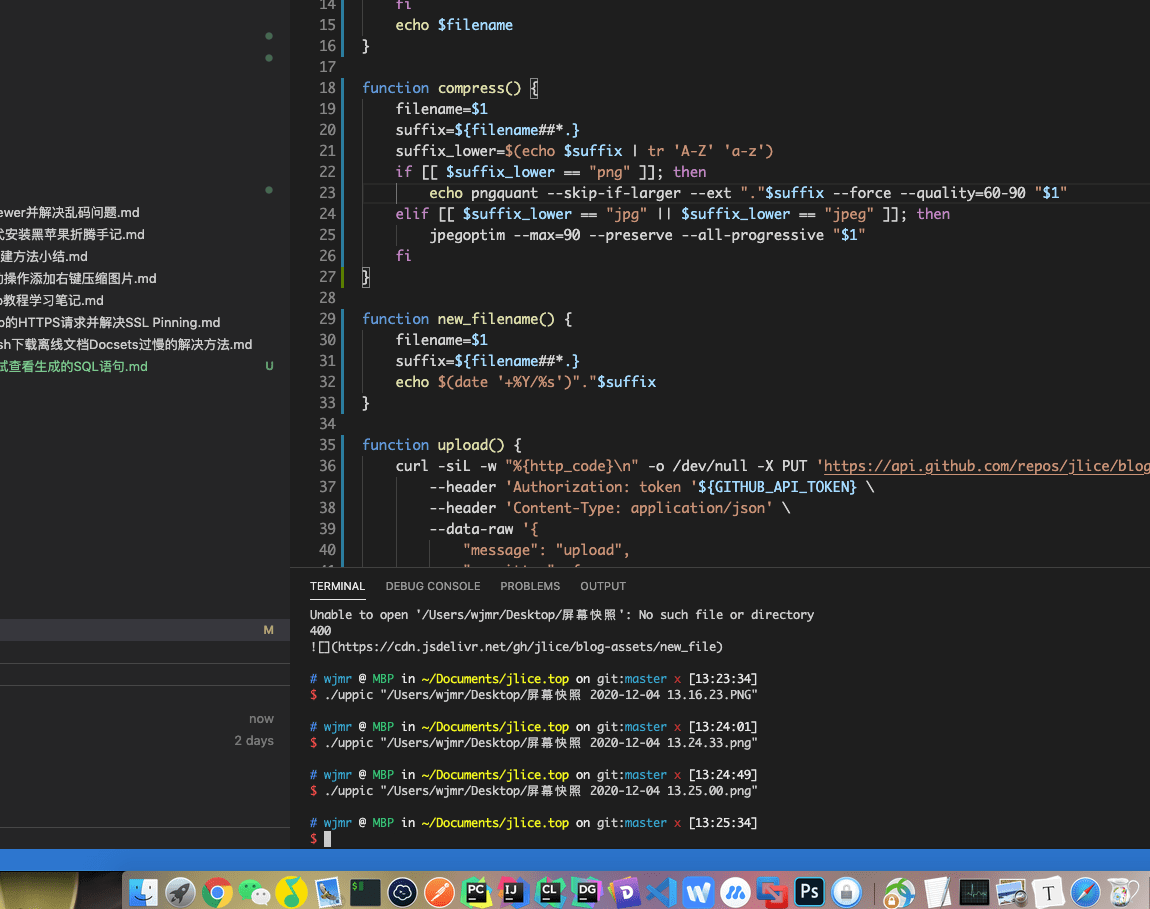 14 fi
15 echo $filename
16 }
17
18 function compress() {
19 filename=$1
20 suffix=${filename##*.}
21 suffix_lower=$(echo $suffix | tr 'A-Z' 'a-z')
22 if [[ $suffix_lower == "png" ]]; then
23 echo pngquant --skip-if-larger --ext "."$suffix --force --quality=60-90 "$1"
24 elif [[ $suffix_lower == "jpg" || $suffix_lower == "jpeg" ]]; then
25 jpegoptim --max=90 --preserve --all-progressive "$1"
26 fi
27 }
28
29 function new_filename() {
30 filename=$1
31 suffix=${filename##*.}
32 echo $(date '+%Y/%s')"."$suffix
33 }
34
35 function upload() {
36 curl -siL -w "%{http_code}\n" -o /dev/null -X PUT 'https://api.github.com/repos/jlice/blog
37 --header 'Authorization: token '${GITHUB_API_TOKEN} \
38 --header 'Content-Type: application/json' \
39 --data-raw '{
40 "message": "upload",
ewer并解决乱码问题.md
式安装黑苹果折腾手记.md
建方法小结.md
操作添加右键压缩图片.md
教程学习笔记.md
的HTTPS请求并解决SSL Pinning.md
sh下载离线文档Docsets过慢的解决方法.md
试查看生成的SQL语句.md U
M
now
2 days
TERMINAL DEBUG CONSOLE PROBLEMS OUTPUT
Unable to open '/Users/wjmr/Desktop/屏幕快照': No such file or directory
400
![](https://cdn.jsdelivr.net/gh/jlice/blog-assets/new_file)
# wjmr @ MBP in ~/Documents/jlice.top on git:master x [13:23:34]
$ ./uppic "/Users/wjmr/Desktop/屏幕快照 2020-12-04 13.16.23.PNG"
# wjmr @ MBP in ~/Documents/jlice.top on git:master x [13:24:01]
$ ./uppic "/Users/wjmr/Desktop/屏幕快照 2020-12-04 13.24.33.png"
# wjmr @ MBP in ~/Documents/jlice.top on git:master x [13:24:49]
$ ./uppic "/Users/wjmr/Desktop/屏幕快照 2020-12-04 13.25.00.png"
# wjmr @ MBP in ~/Documents/jlice.top on git:master x [13:25:34]
$
PC IJ CL DG D W Ps T